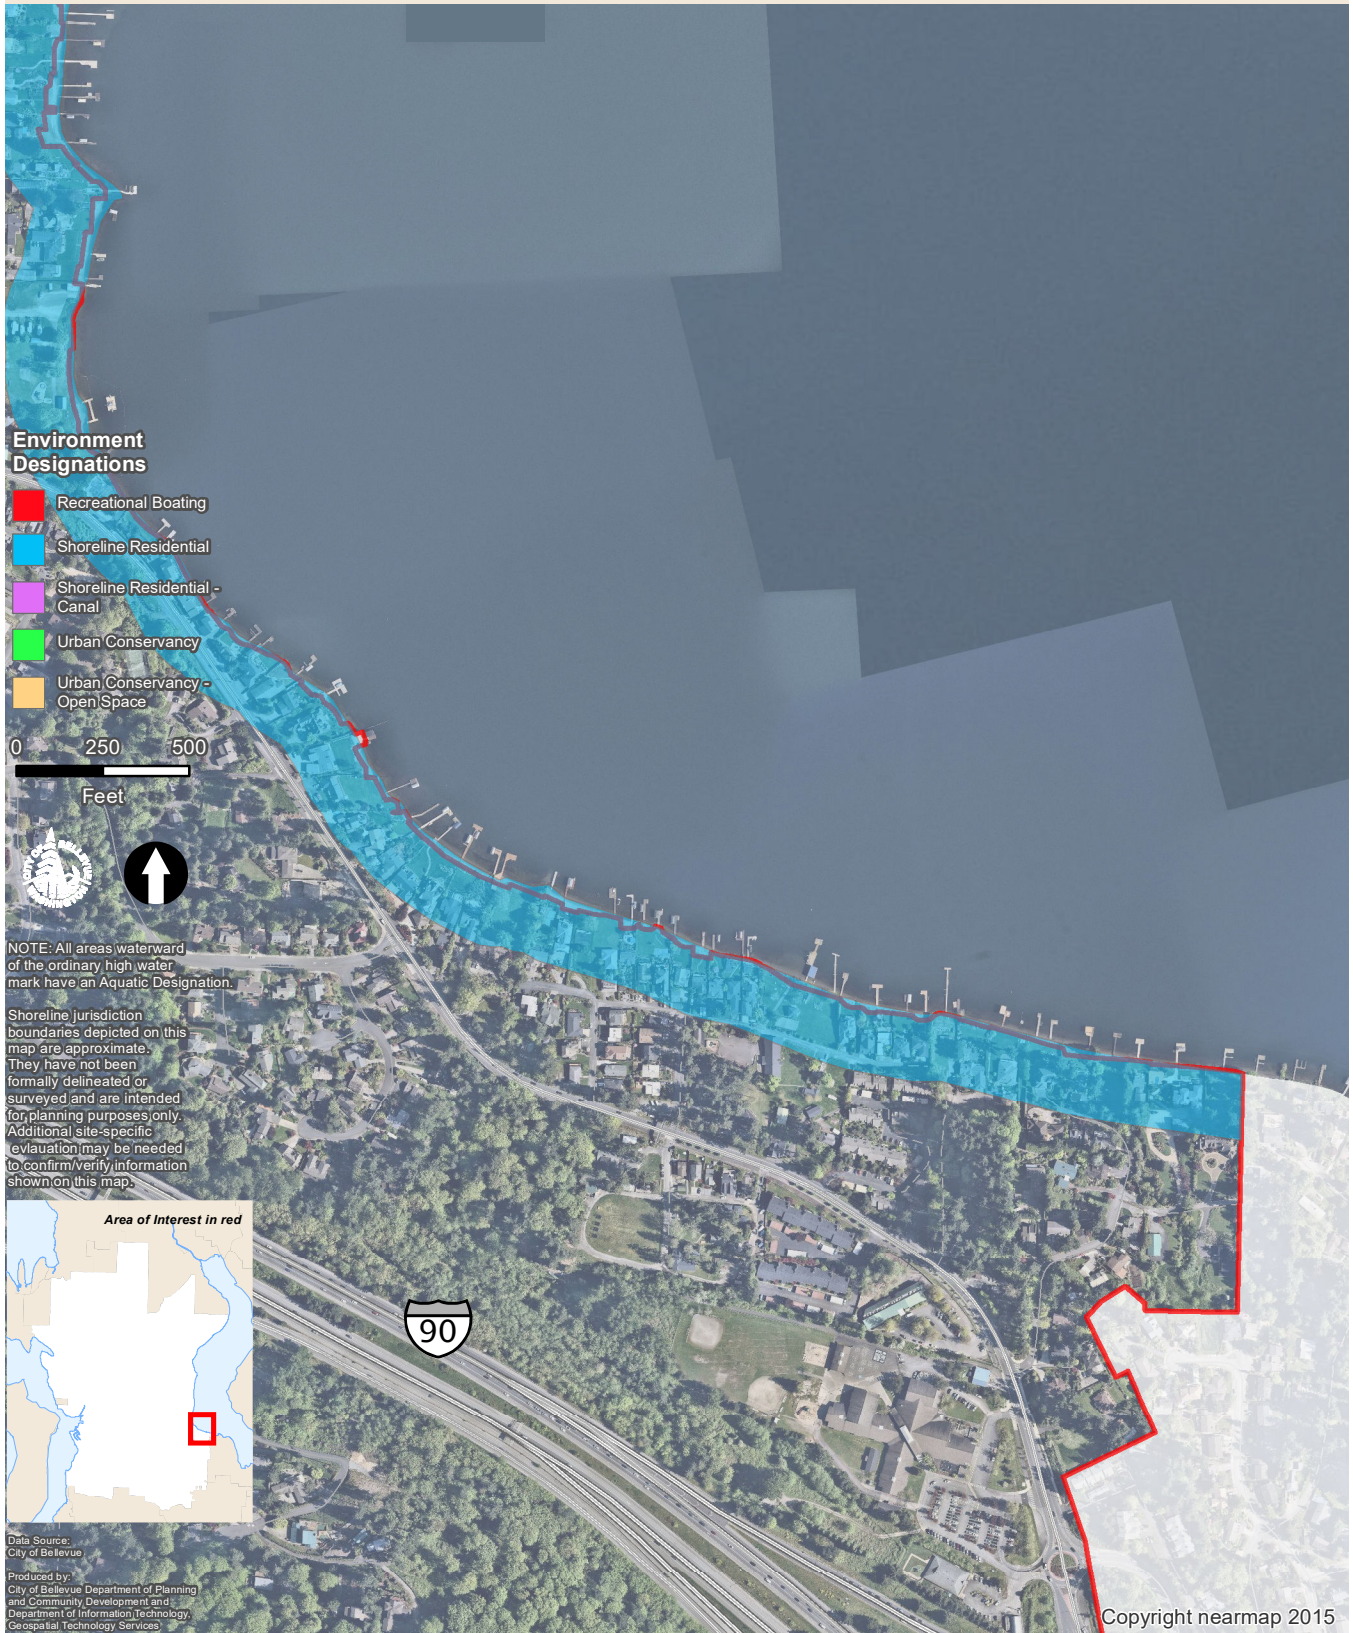 Environment
Designations
Recreational Boating
Shoreline Residential
Shoreline Residential -
Canal
Urban Conservancy
Urban Conservancy -
Open Space
0 250 500
Feet
CITY OF BELLEVUE
WASHINGTON
NOTE: All areas waterward
of the ordinary high water
mark have an Aquatic Designation.
Shoreline jurisdiction
boundaries depicted on this
map are approximate.
They have not been
formally delineated or
surveyed and are intended
for planning purposes only.
Additional site-specific
evlauation may be needed
to confirm/verify information
shown on this map.
Area of Interest in red
90
Data Source:
City of Bellevue
Produced by:
City of Bellevue Department of Planning
and Community Development and
Department of Information Technology,
Geospatial Technology Services
Copyright nearmap 2015